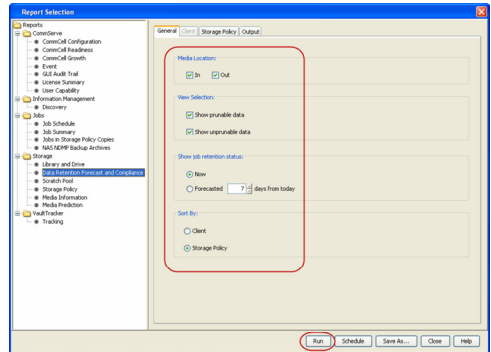 Report Selection
Reports
CommServe
CommCell Configuration
CommCell Readiness
CommCell Growth
Event
GUI Audit Trail
License Summary
User Capability
Information Management
Discovery
Jobs
Job Schedule
Job Summary
Jobs in Storage Policy Copies
NAS NDMP Backup Archives
Storage
Library and Drive
Data Retention Forecast and Compliance
Scratch Pool
Storage Policy
Media Information
Media Prediction
VaultTracker
Tracking
General Client Storage Policy Output
Media Location:
In Out
View Selection:
Show prunable data
Show unprunable data
Show job retention status:
Now
Forecasted 7 days from today
Sort By:
Client
Storage Policy
Run Schedule Save As... Close Help